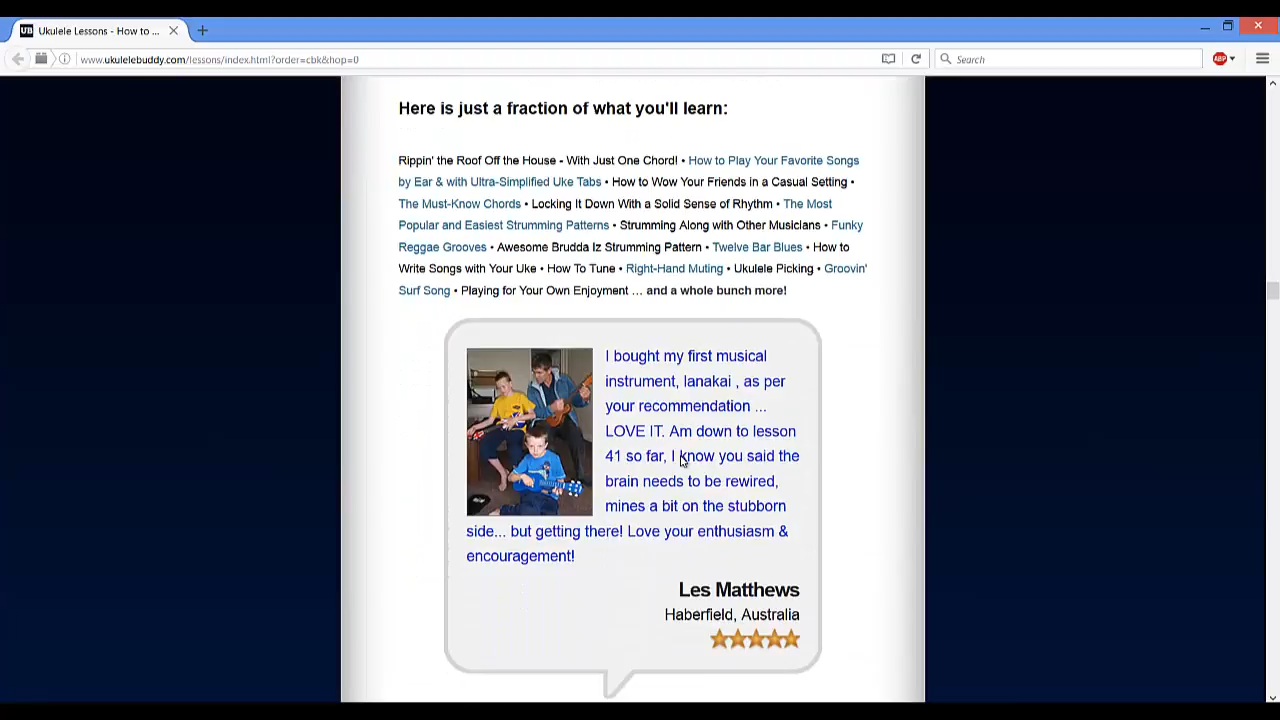 UB Ukulele Lessons - How to ...
www.ukulelebuddy.com/lessons/index.html?order=cbk&hop=0
Search
ABP
Here is just a fraction of what you'll learn:
Rippin' the Roof Off the House - With Just One Chord! • How to Play Your Favorite Songs
by Ear & with Ultra-Simplified Uke Tabs • How to Wow Your Friends in a Casual Setting •
The Must-Know Chords • Locking It Down With a Solid Sense of Rhythm • The Most
Popular and Easiest Strumming Patterns • Strumming Along with Other Musicians • Funky
Reggae Grooves • Awesome Brudda Iz Strumming Pattern • Twelve Bar Blues • How to
Write Songs with Your Uke • How To Tune • Right-Hand Muting • Ukulele Picking • Groovin'
Surf Song • Playing for Your Own Enjoyment … and a whole bunch more!
I bought my first musical
instrument, lanakai , as per
your recommendation ...
LOVE IT. Am down to lesson
41 so far, I know you said the
brain needs to be rewired,
mines a bit on the stubborn
side... but getting there! Love your enthusiasm &
encouragement!
Les Matthews
Haberfield, Australia